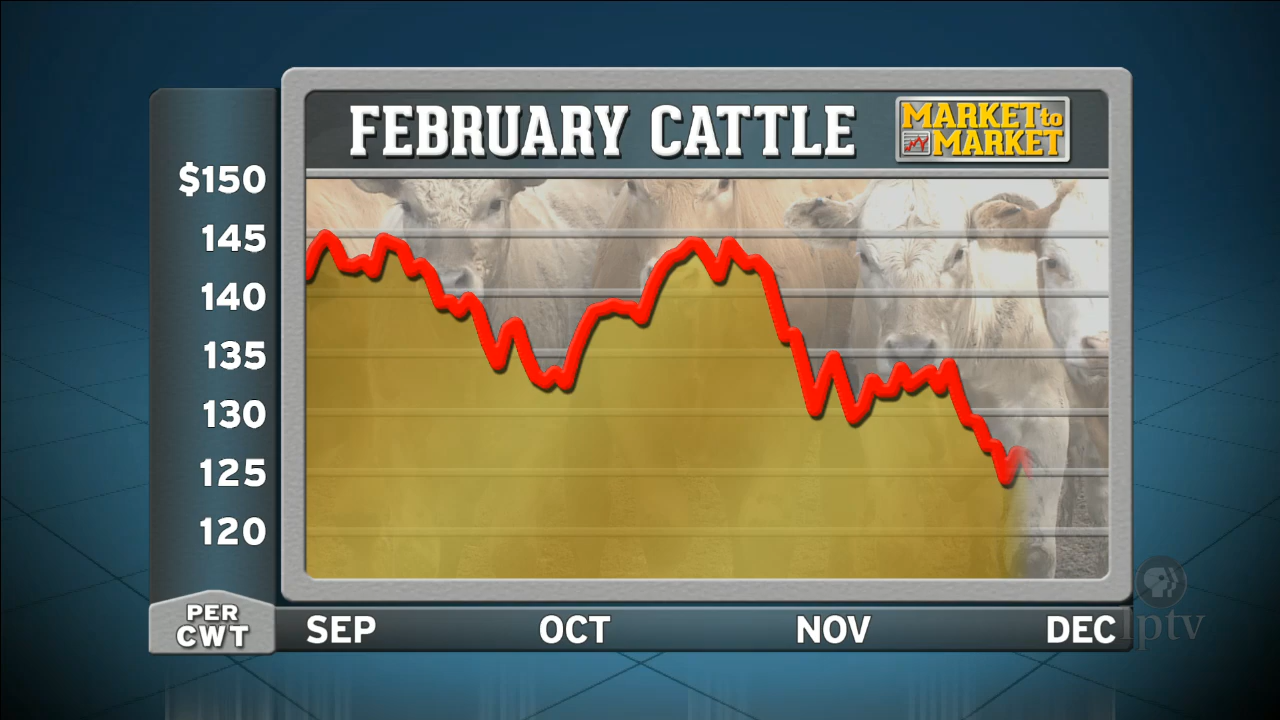 FEBRUARY CATTLE
MARKET to
MARKET
$150
145
140
135
130
125
120
PER
CWT
SEP OCT NOV DEC
iptv